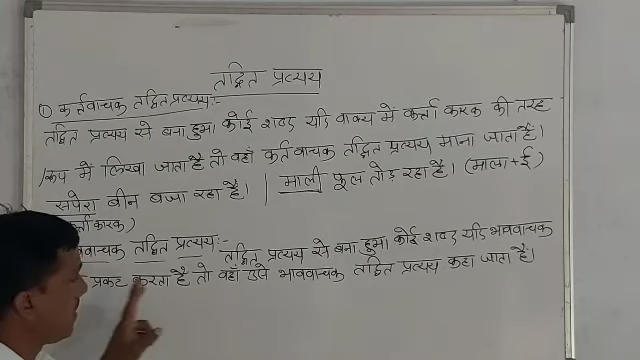 तद्धित प्रत्यय
① कर्तृवाचक तद्धित प्रत्यय:-
तद्धित प्रत्यय से बना हुआ कोई शब्द यदि वाक्य में कर्त्ता कारक की तरह
रूप में लिखा जाता है तो वहाँ कर्तृवाचक तद्धित प्रत्यय माना जाता है।
सपेरा बीन बजा रहा है। | माली फूल तोड़ रहा है। (माला+ई)
कारक)
वाचक तद्धित प्रत्यय:- तद्धित प्रत्यय से बना हुआ कोई शब्द यदि भाववाचक
प्रकट करता है तो वहाँ उसे भाववाचक तद्धित प्रत्यय कहा जाता है।